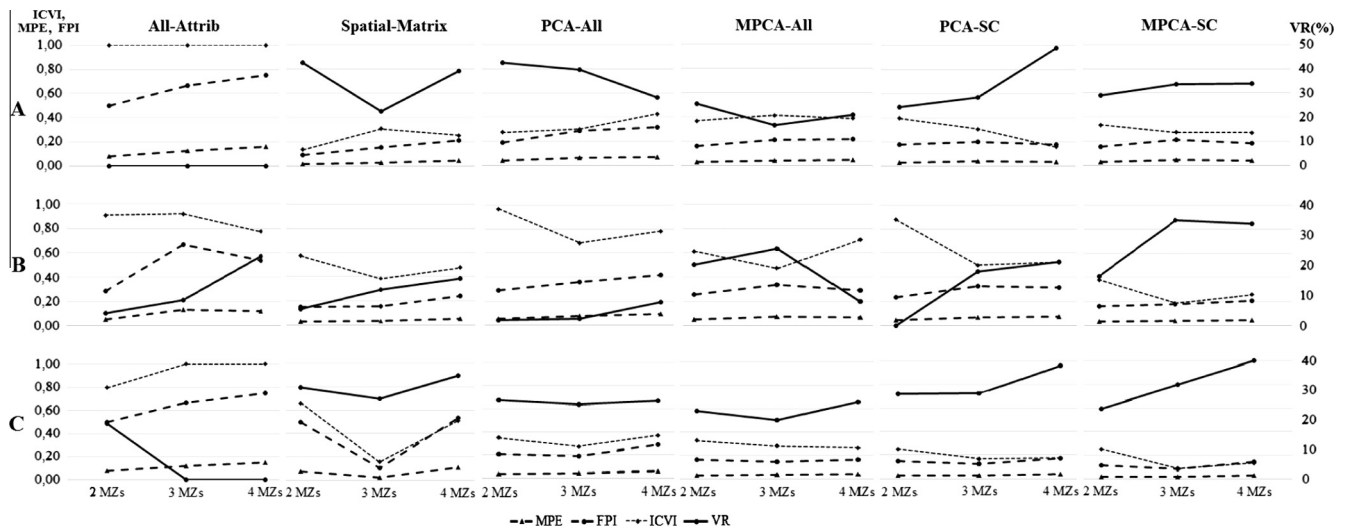 ICVI,
MPE, FPI
All-Attrib
Spatial-Matrix
PCA-All
MPCA-All
PCA-SC
MPCA-SC
VR(%)
A
1,00
0,80
0,60
0,40
0,20
0,00
50
40
30
20
10
0
B
1,00
0,80
0,60
0,40
0,20
0,00
40
30
20
10
0
C
1,00
0,80
0,60
0,40
0,20
0,00
40
30
20
10
0
2 MZs 3 MZs 4 MZs 2 MZs 3 MZs 4 MZs 2 MZs 3 MZs 4 MZs 2 MZs 3 MZs 4 MZs 2 MZs 3 MZs 4 MZs 2 MZs 3 MZs 4 MZs
MPE FPI ICVI VR